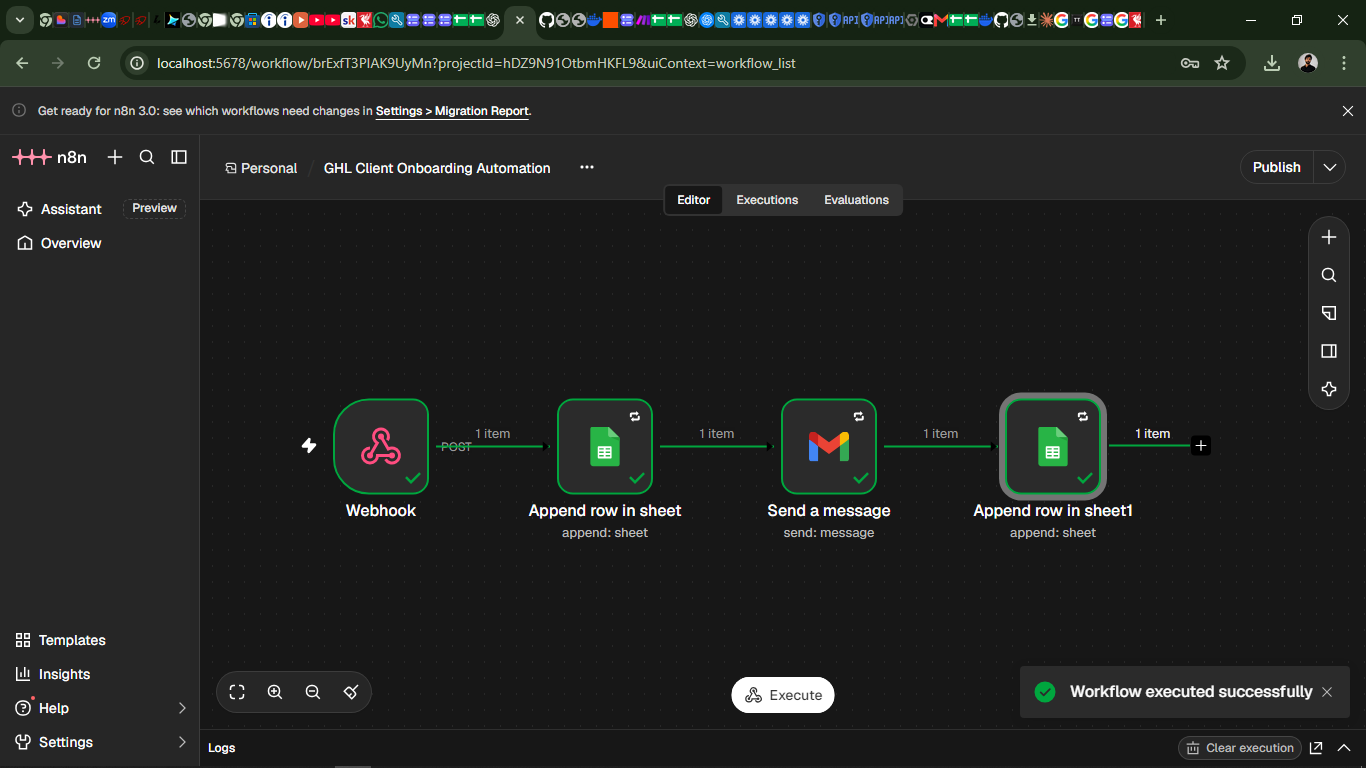 localhost:5678/workflow/brExfT3PlAK9UyMn?projectId=hDZ9N91OtbmHKFL9&uiContext=workflow_list
Get ready for n8n 3.0: see which workflows need changes in Settings > Migration Report.
n8n
Personal / GHL Client Onboarding Automation
Publish
Editor
Executions
Evaluations
Assistant
Preview
Overview
POST
1 item
1 item
1 item
1 item
Webhook
Append row in sheet
append: sheet
Send a message
send: message
Append row in sheet1
append: sheet
Templates
Insights
Help
Settings
Execute
Workflow executed successfully
Logs
Clear execution